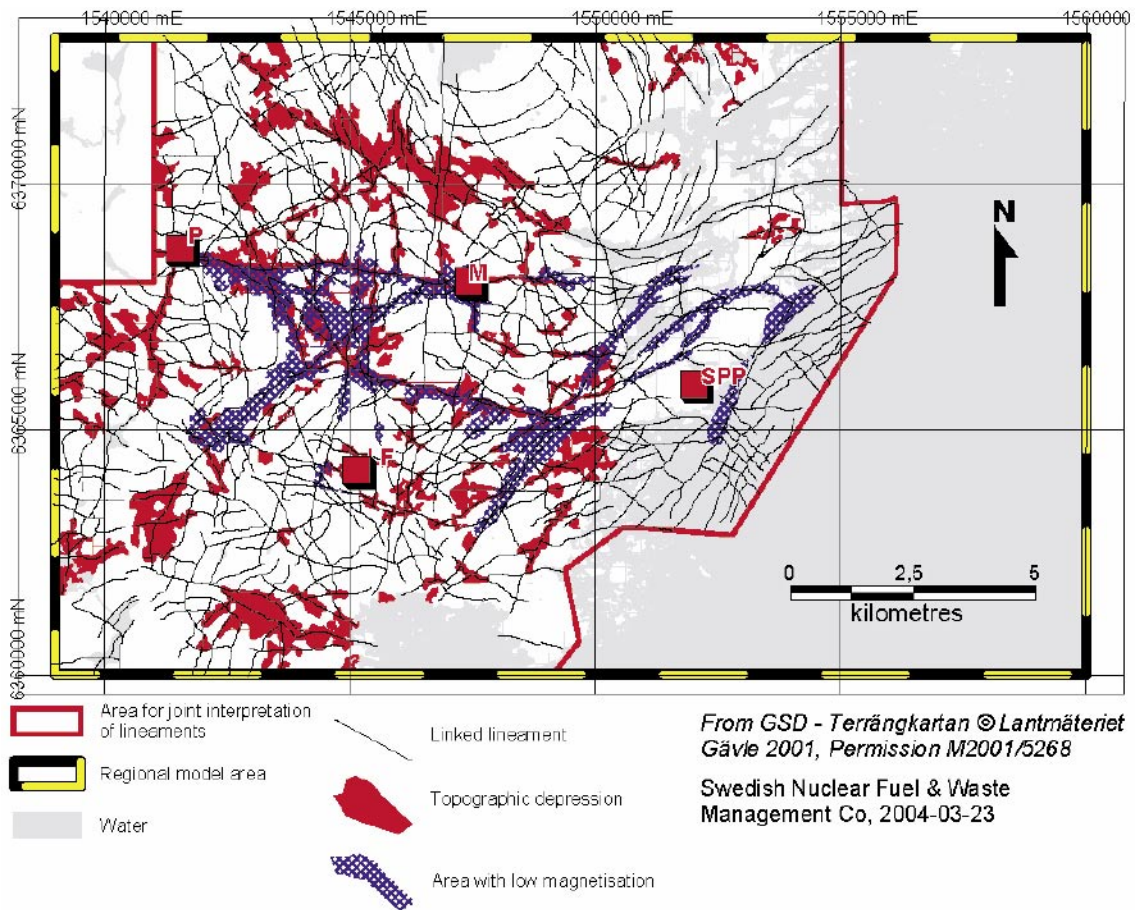 1540000 mE
1545000 mE
1550000 mE
1555000 mE
1560000 mE
6370000 mN
6365000 mN
6360000 mN
P
M
SPP
LF
N
0 2,5 5
kilometres
Area for joint interpretation
of lineaments
Regional model area
Water
Linked lineament
Topographic depression
Area with low magnetisation
From GSD - Terrängkartan © Lantmäteriet
Gävle 2001, Permission M2001/5268
Swedish Nuclear Fuel & Waste
Management Co, 2004-03-23